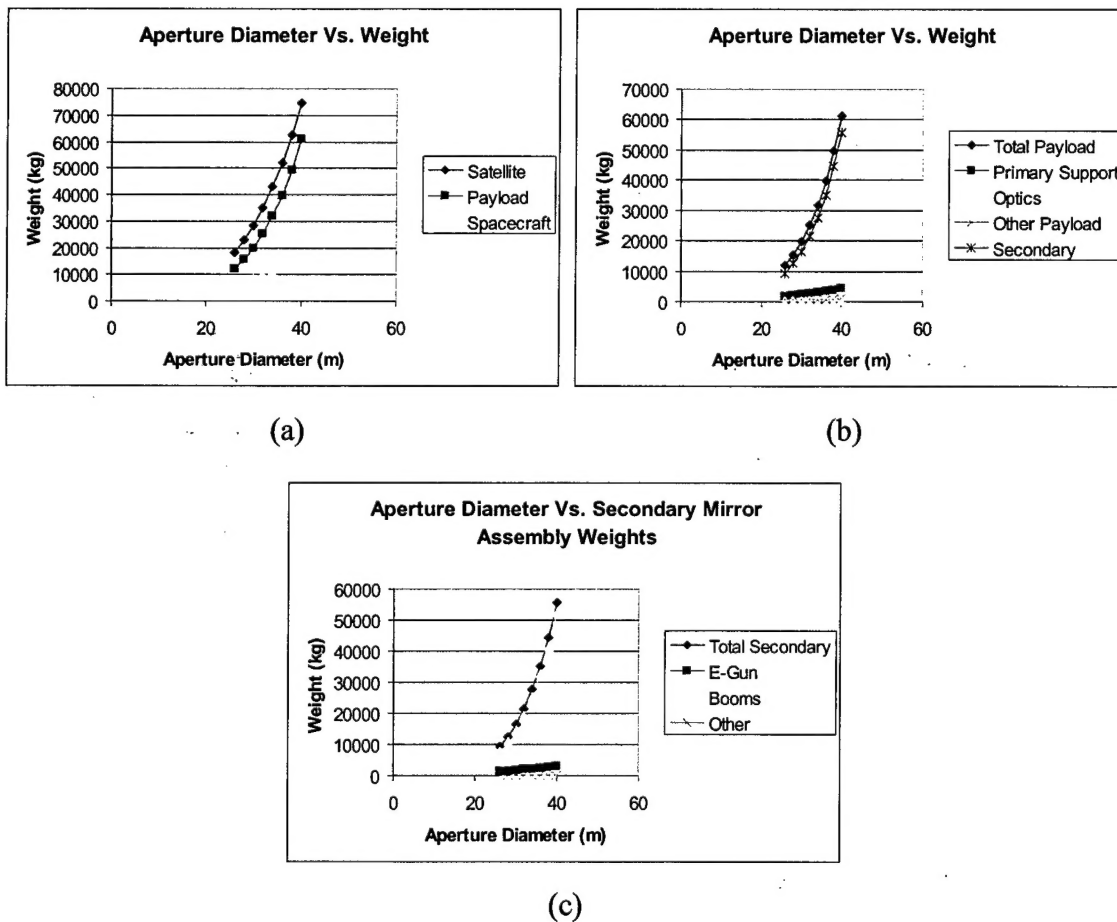 Aperture Diameter Vs. Weight
Weight (kg)
80000
70000
60000
50000
40000
30000
20000
10000
0
0 20 40 60
Aperture Diameter (m)
Satellite
Payload
Spacecraft
(a)
Aperture Diameter Vs. Weight
Weight (kg)
70000
60000
50000
40000
30000
20000
10000
0
0 20 40 60
Aperture Diameter (m)
Total Payload
Primary Support
Optics
Other Payload
Secondary
(b)
Aperture Diameter Vs. Secondary Mirror
Assembly Weights
Weight (kg)
60000
50000
40000
30000
20000
10000
0
0 20 40 60
Aperture Diameter (m)
Total Secondary
E-Gun
Booms
Other
(c)